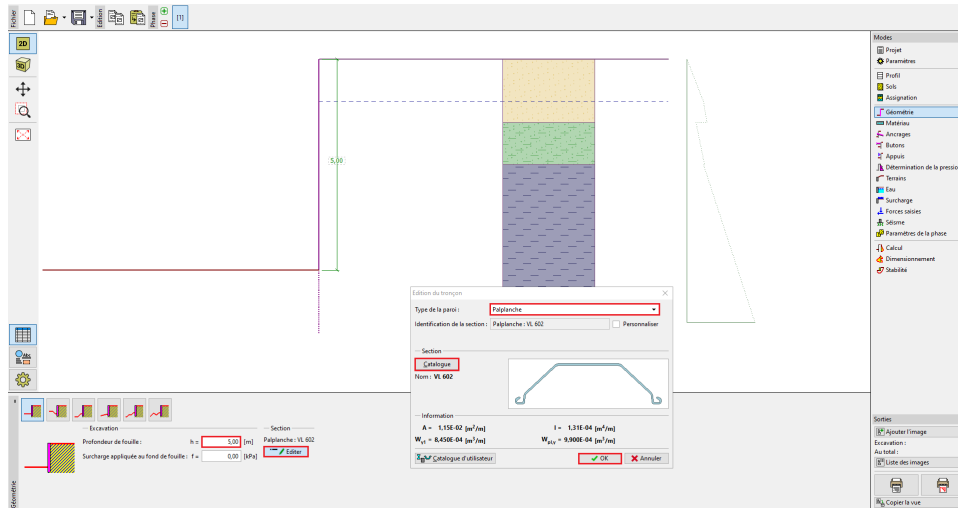 Fichier
Edition
Phase
[1]
2D
3D
5,00
Edition du tronçon
Type de la paroi :
Palplanche
Identification de la section :
Palplanche : VL 602
Personnaliser
Section
Catalogue
Nom : VL 602
Information
A = 1,15E-02 [m²/m]
I = 1,31E-04 [m⁴/m]
Wy1 = 8,450E-04 [m³/m]
Wpl,y = 9,900E-04 [m³/m]
Catalogue d'utilisateur
OK
Annuler
Géométrie
Excavation
Profondeur de fouille :
h =
5,00
[m]
Surcharge appliquée au fond de fouille :
f =
0,00
[kPa]
Section
Palplanche : VL 602
Editer
Modes
Projet
Paramètres
Profil
Sols
Assignation
Géométrie
Matériau
Ancrages
Butons
Appuis
Détermination de la pressio
Terrains
Eau
Surcharge
Forces saisies
Séisme
Paramètres de la phase
Calcul
Dimensionnement
Stabilité
Sorties
Ajouter l'image
Excavation :
Au total :
Liste des images
Copier la vue